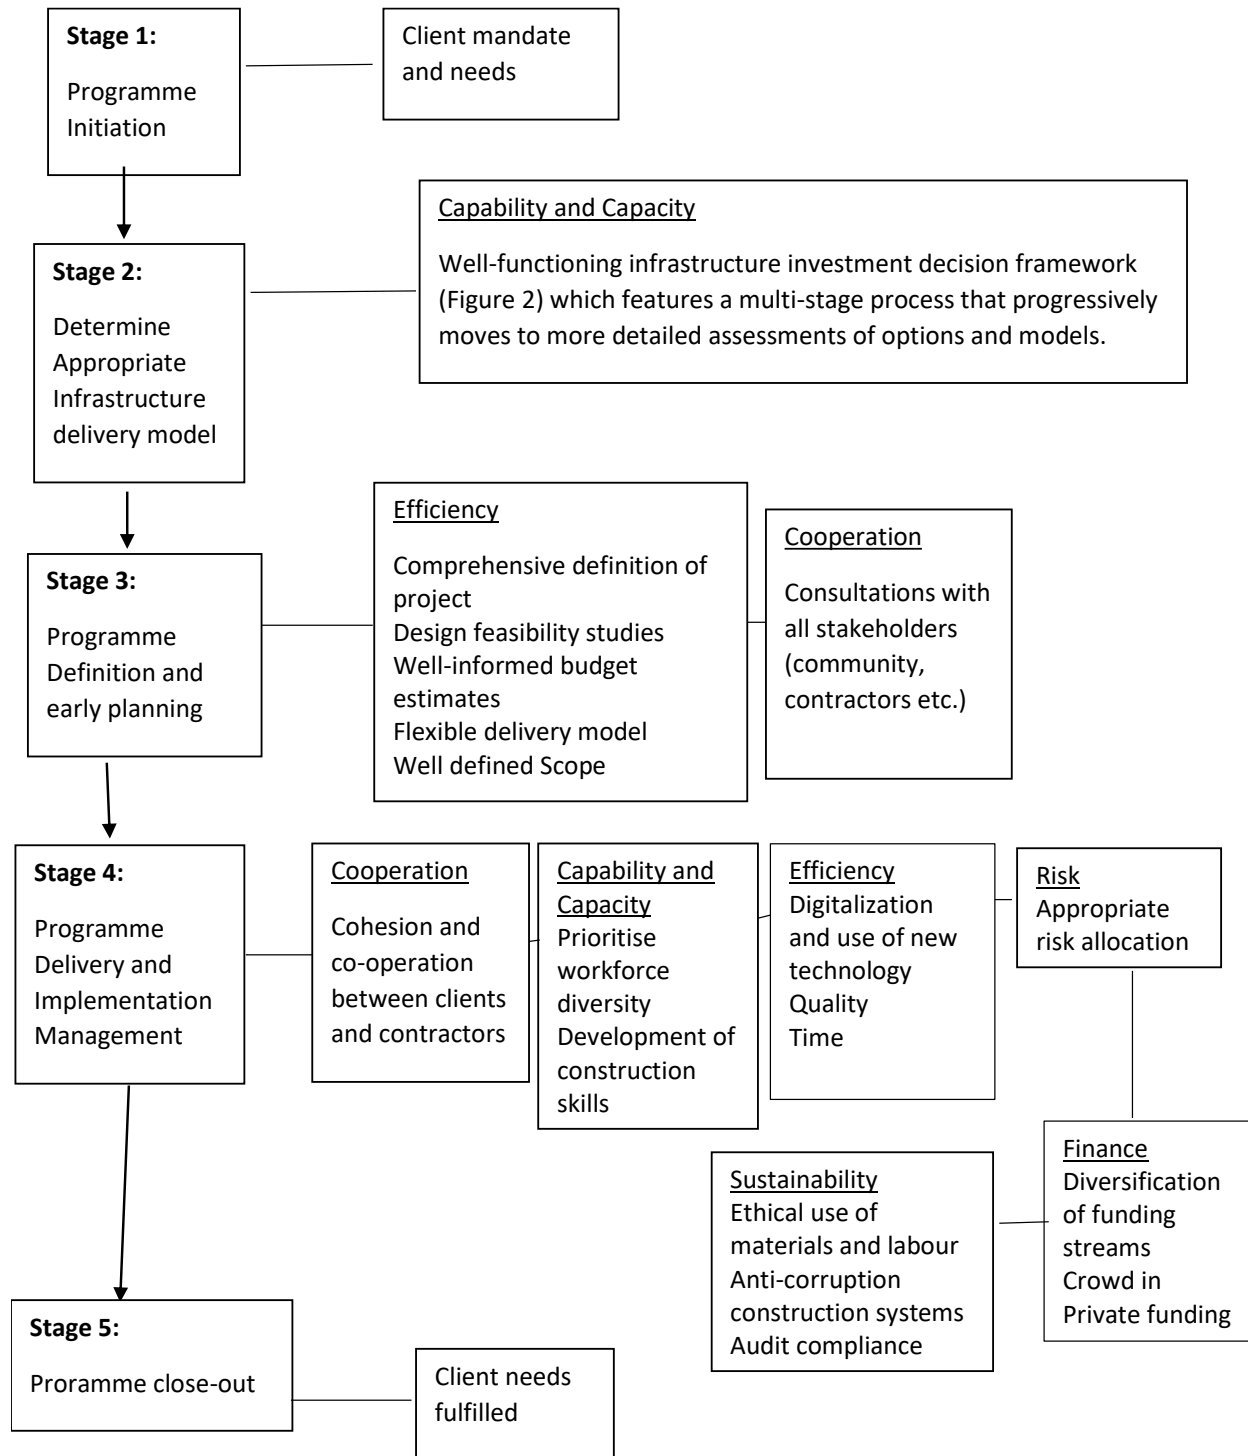 Stage 1:
Programme
Initiation
Client mandate
and needs
Stage 2:
Determine
Appropriate
Infrastructure
delivery model
Capability and Capacity
Well-functioning infrastructure investment decision framework
(Figure 2) which features a multi-stage process that progressively
moves to more detailed assessments of options and models.
Stage 3:
Programme
Definition and
early planning
Efficiency
Comprehensive definition of
project
Design feasibility studies
Well-informed budget
estimates
Flexible delivery model
Well defined Scope
Cooperation
Consultations with
all stakeholders
(community,
contractors etc.)
Stage 4:
Programme
Delivery and
Implementation
Management
Cooperation
Cohesion and
co-operation
between clients
and contractors
Capability and
Capacity
Prioritise
workforce
diversity
Development of
construction
skills
Efficiency
Digitalization
and use of new
technology
Quality
Time
Risk
Appropriate
risk allocation
Finance
Diversification
of funding
streams
Crowd in
Private funding
Sustainability
Ethical use of
materials and labour
Anti-corruption
construction systems
Audit compliance
Stage 5:
Proramme close-out
Client needs
fulfilled